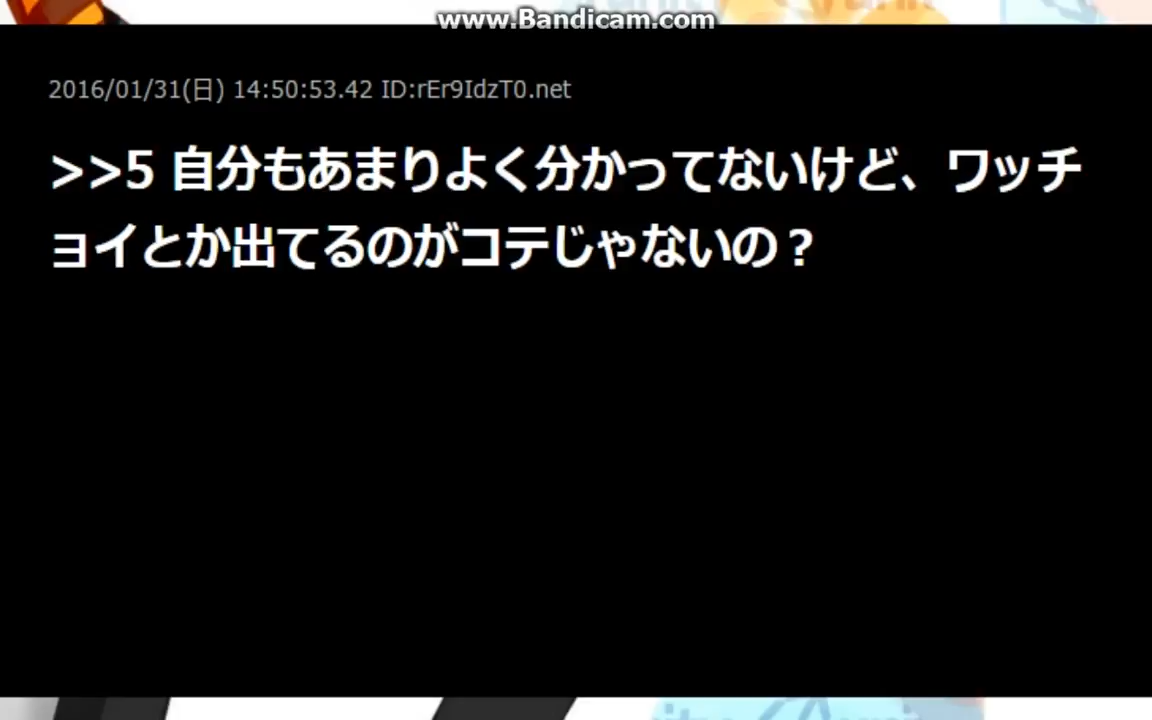 www.Bandicam.com
2016/01/31(日) 14:50:53.42 ID:rEr9IdzT0.net
>>5 自分もあまりよく分かってないけど、ワッチ
ョイとか出てるのがコテじゃないの？